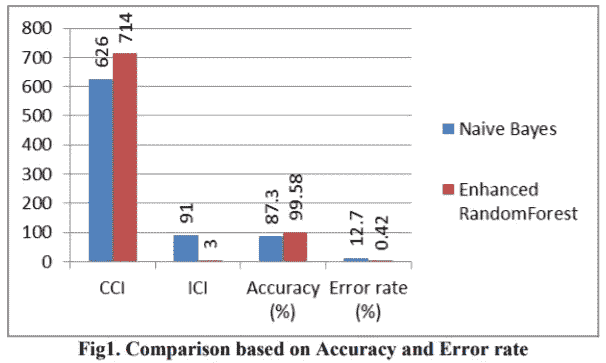 800
700
600
500
400
300
200
100
0
626
714
91
3
87.3
99.58
12.7
0.42
CCI
ICI
Accuracy
(%)
Error rate
(%)
Naive Bayes
Enhanced
RandomForest
Fig1. Comparison based on Accuracy and Error rate